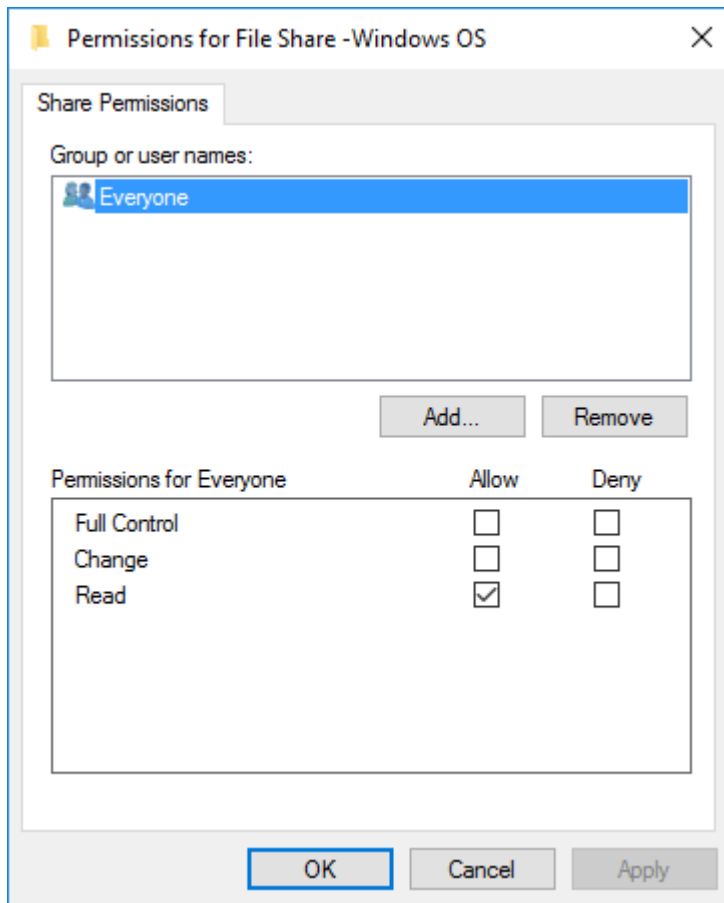 Permissions for File Share -Windows OS
Share Permissions
Group or user names:
Everyone
Add... Remove
Permissions for Everyone Allow Deny
Full Control
Change
Read
OK Cancel Apply